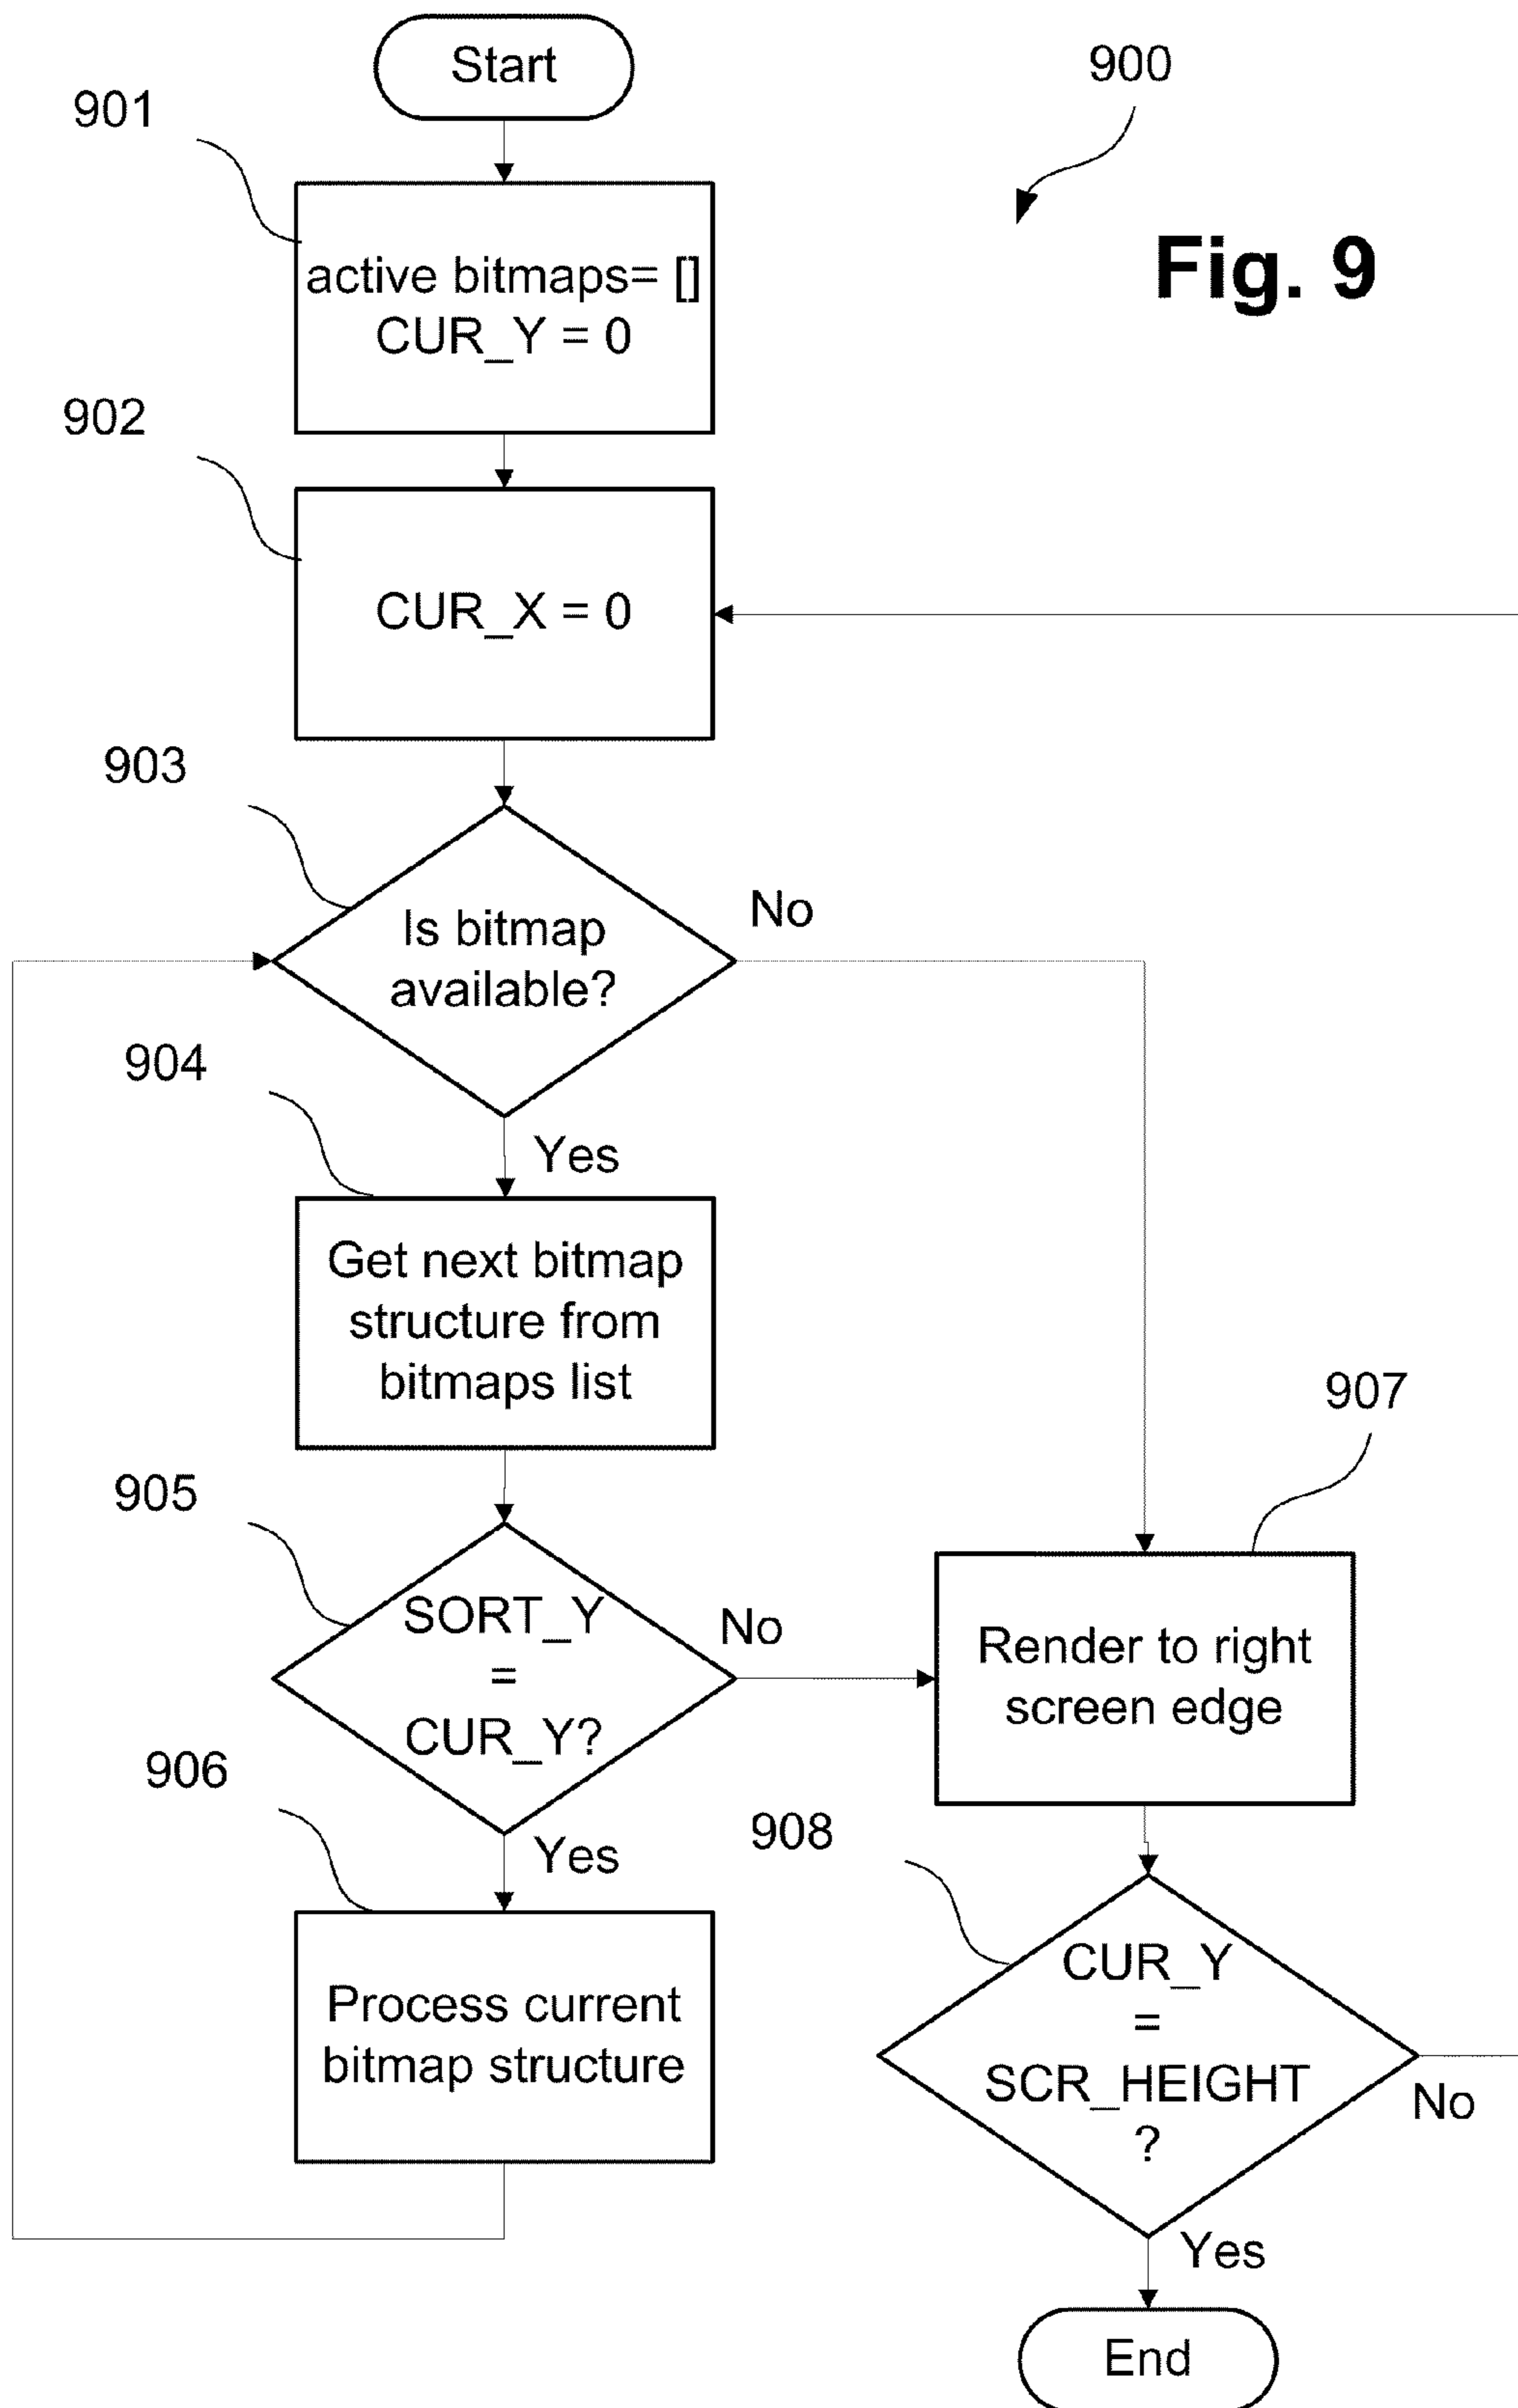 Start
900
901
Fig. 9
active bitmaps= []
CUR_Y = 0
902
CUR_X = 0
903
Is bitmap
available?
No
904
Yes
Get next bitmap
structure from
bitmaps list
907
905
SORT_Y
=
CUR_Y?
No
Render to right
screen edge
906
Yes
908
Process current
bitmap structure
CUR_Y
=
SCR_HEIGHT
?
No
Yes
End